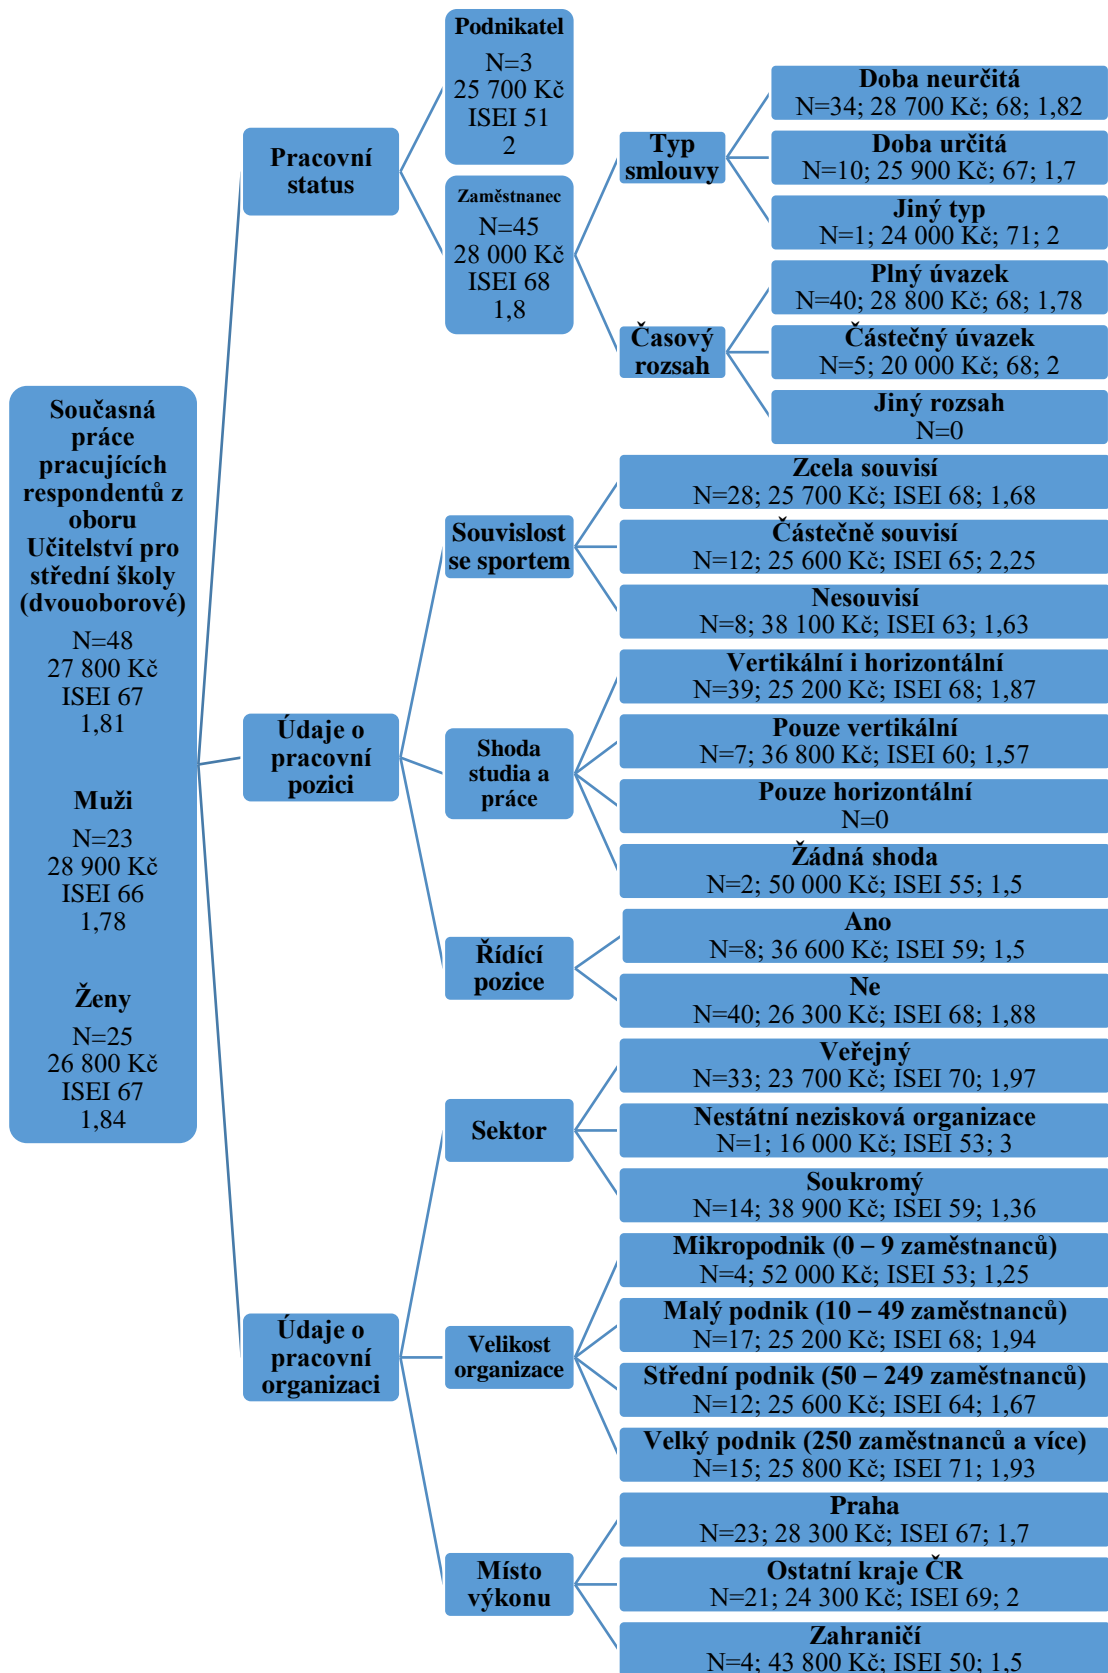 Současná
práce
pracujících
respondentů z
oboru
Učitelství pro
střední školy
(dvouoborové)
N=48
27 800 Kč
ISEI 67
1,81
Muži
N=23
28 900 Kč
ISEI 66
1,78
Ženy
N=25
26 800 Kč
ISEI 67
1,84
Pracovní
status
Podnikatel
N=3
25 700 Kč
ISEI 51
2
Zaměstnanec
N=45
28 000 Kč
ISEI 68
1,8
Typ
smlouvy
Doba neurčitá
N=34; 28 700 Kč; 68; 1,82
Doba určitá
N=10; 25 900 Kč; 67; 1,7
Jiný typ
N=1; 24 000 Kč; 71; 2
Časový
rozsah
Plný úvazek
N=40; 28 800 Kč; 68; 1,78
Částečný úvazek
N=5; 20 000 Kč; 68; 2
Jiný rozsah
N=0
Údaje o
pracovní
pozici
Souvislost
se sportem
Zcela souvisí
N=28; 25 700 Kč; ISEI 68; 1,68
Částečně souvisí
N=12; 25 600 Kč; ISEI 65; 2,25
Nesouvisí
N=8; 38 100 Kč; ISEI 63; 1,63
Shoda
studia a
práce
Vertikální i horizontální
N=39; 25 200 Kč; ISEI 68; 1,87
Pouze vertikální
N=7; 36 800 Kč; ISEI 60; 1,57
Pouze horizontální
N=0
Žádná shoda
N=2; 50 000 Kč; ISEI 55; 1,5
Řídící
pozice
Ano
N=8; 36 600 Kč; ISEI 59; 1,5
Ne
N=40; 26 300 Kč; ISEI 68; 1,88
Údaje o
pracovní
organizaci
Sektor
Veřejný
N=33; 23 700 Kč; ISEI 70; 1,97
Nestátní nezisková organizace
N=1; 16 000 Kč; ISEI 53; 3
Soukromý
N=14; 38 900 Kč; ISEI 59; 1,36
Velikost
organizace
Mikropodnik (0 – 9 zaměstnanců)
N=4; 52 000 Kč; ISEI 53; 1,25
Malý podnik (10 – 49 zaměstnanců)
N=17; 25 200 Kč; ISEI 68; 1,94
Střední podnik (50 – 249 zaměstnanců)
N=12; 25 600 Kč; ISEI 64; 1,67
Velký podnik (250 zaměstnanců a více)
N=15; 25 800 Kč; ISEI 71; 1,93
Místo
výkonu
Praha
N=23; 28 300 Kč; ISEI 67; 1,7
Ostatní kraje ČR
N=21; 24 300 Kč; ISEI 69; 2
Zahraničí
N=4; 43 800 Kč; ISEI 50; 1,5